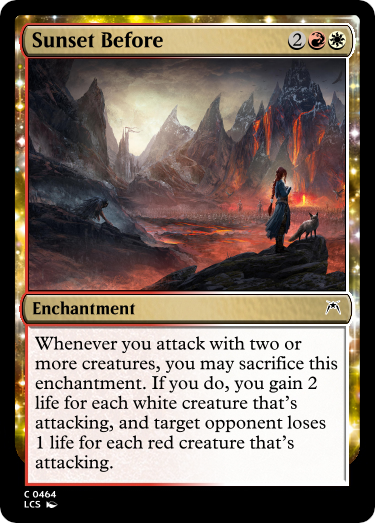 Sunset Before 2
Enchantment
Whenever you attack with two or
more creatures, you may sacrifice this
enchantment. If you do, you gain 2
life for each white creature that's
attacking, and target opponent loses
1 life for each red creature that's
attacking.
C 0464
LCS